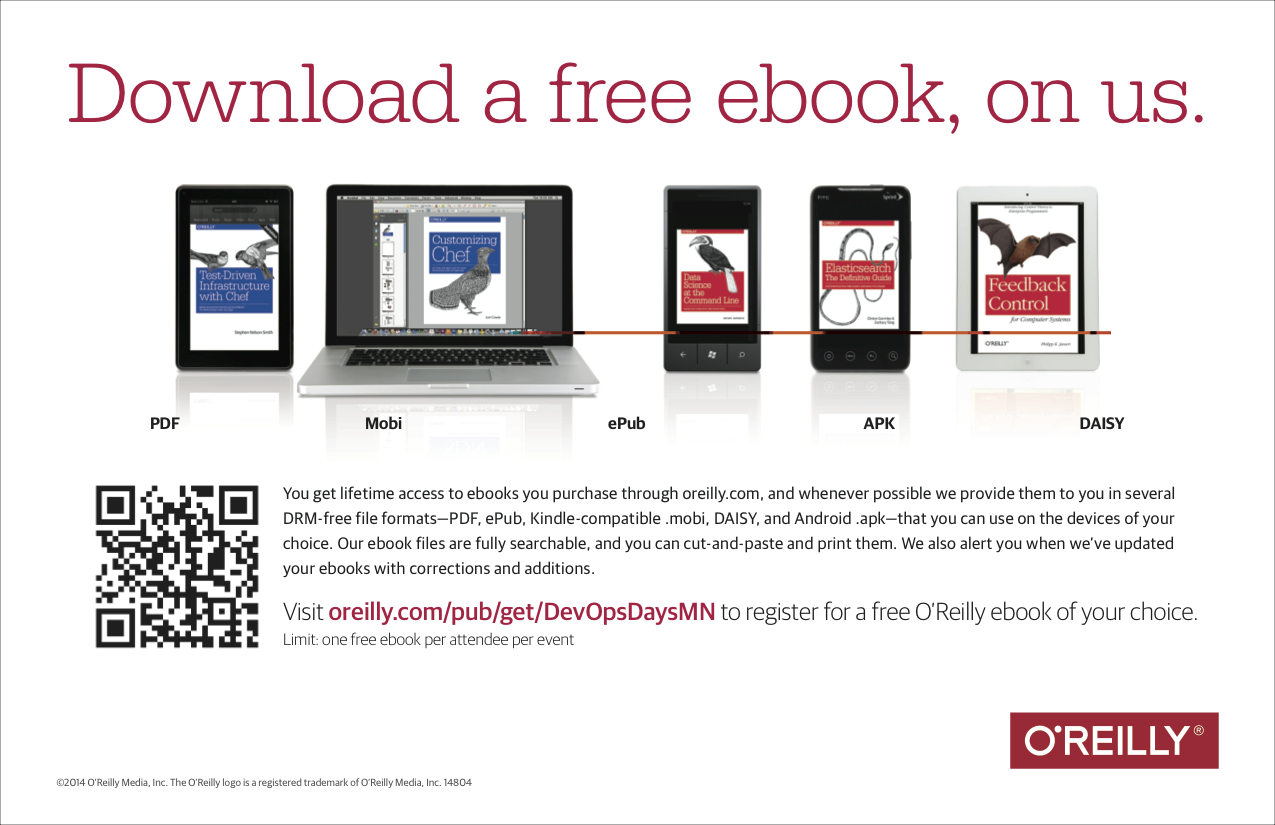 Download a free ebook, on us.
O'REILLY
Test-Driven
Infrastructure
with Chef
Stephen Nelson-Smith
O'REILLY
Customizing
Chef
Jon Cowie
Data
Science
at the
Command Line
Sprint
Elasticsearch
The Definitive Guide
Feedback
Control
for Computer Systems
O'REILLY®
Philipp K. Janert
PDF
Mobi
ePub
APK
DAISY
You get lifetime access to ebooks you purchase through oreilly.com, and whenever possible we provide them to you in several
DRM-free file formats—PDF, ePub, Kindle-compatible .mobi, DAISY, and Android .apk—that you can use on the devices of your
choice. Our ebook files are fully searchable, and you can cut-and-paste and print them. We also alert you when we've updated
your ebooks with corrections and additions.
Visit oreilly.com/pub/get/DevOpsDaysMN to register for a free O'Reilly ebook of your choice.
Limit: one free ebook per attendee per event
O'REILLY®
©2014 O'Reilly Media, Inc. The O'Reilly logo is a registered trademark of O'Reilly Media, Inc. 14804